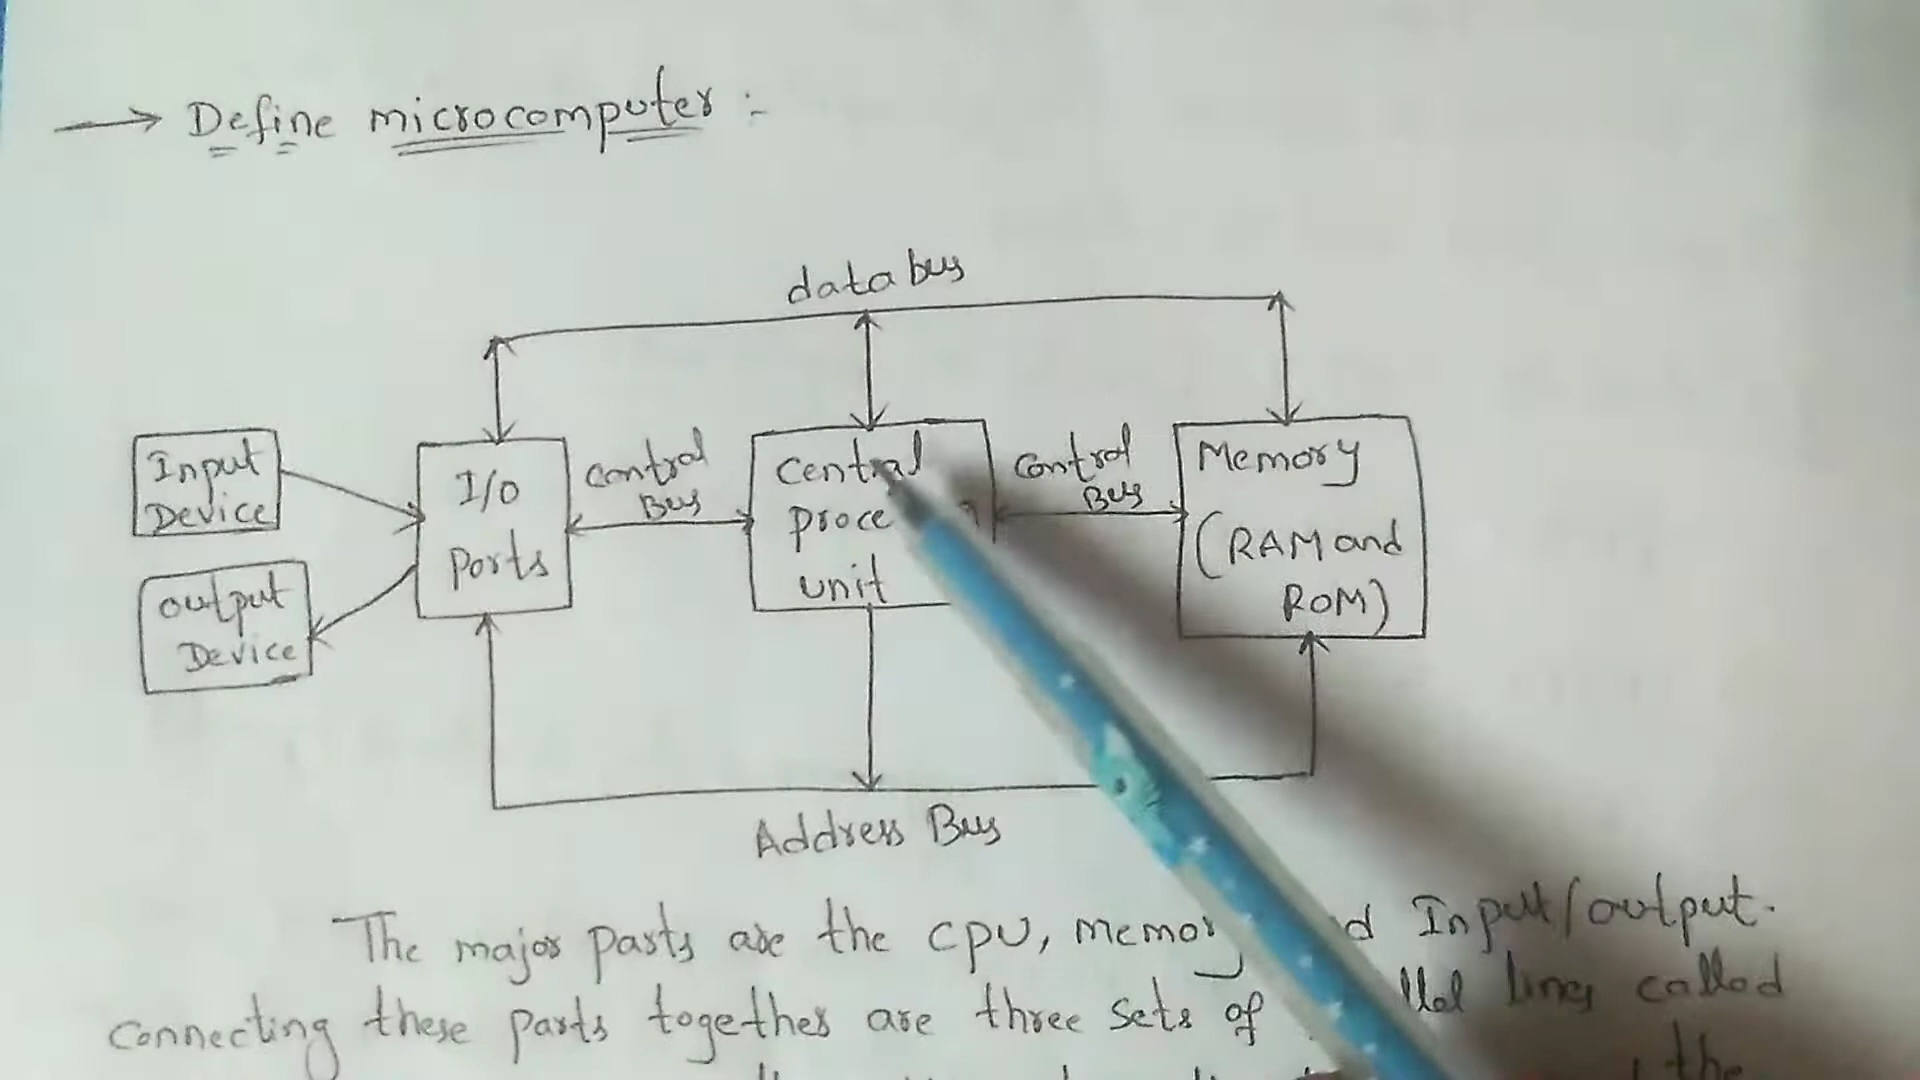 → Define microcomputer :-
data bus
Input
Device
I/O
Ports
Control
Bus
Central
unit
Control
Bus
Memory
(RAM and
ROM)
output
Device
Address Bus
The major parts are the CPU, Input/output.
connecting these parts together are three sets of lines called
the